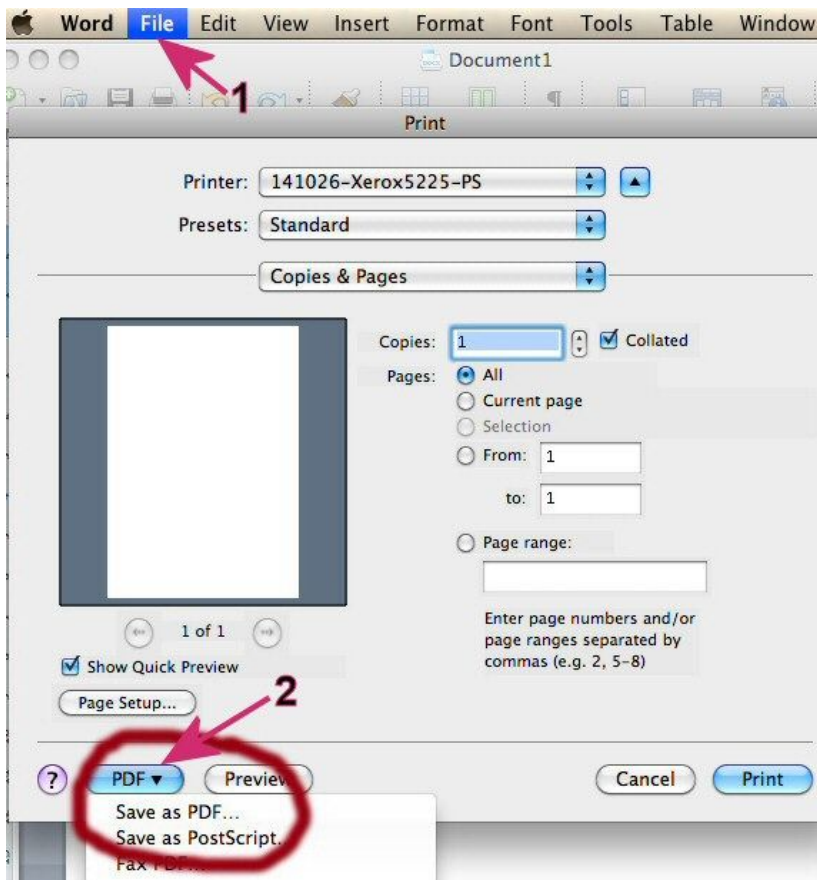 Word File Edit View Insert Format Font Tools Table Window
Document1
1
Print
Printer: 141026-Xerox5225-PS
Presets: Standard
Copies & Pages
Copies: 1 Collated
Pages: All
Current page
Selection
From: 1
to: 1
Page range:
Enter page numbers and/or
page ranges separated by
commas (e.g. 2, 5-8)
1 of 1
Show Quick Preview
Page Setup...
2
? PDF Preview Cancel Print
Save as PDF...
Save as PostScript.
Fax PDF...